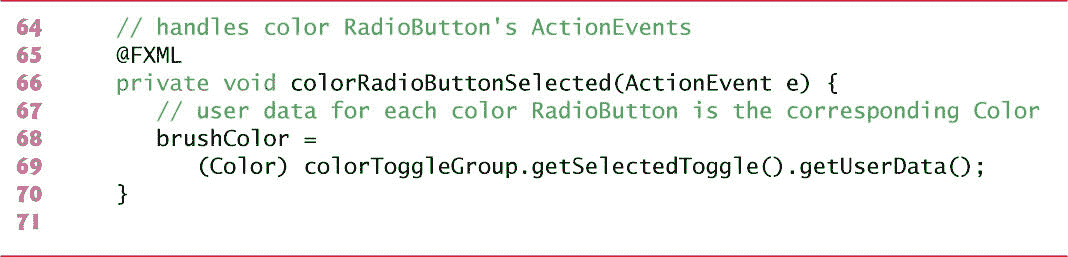 64 // handles color RadioButton's ActionEvents
65 @FXML
66 private void colorRadioButtonSelected(ActionEvent e) {
67 // user data for each color RadioButton is the corresponding Color
68 brushColor =
69 (Color) colorToggleGroup.getSelectedToggle().getUserData();
70 }
71